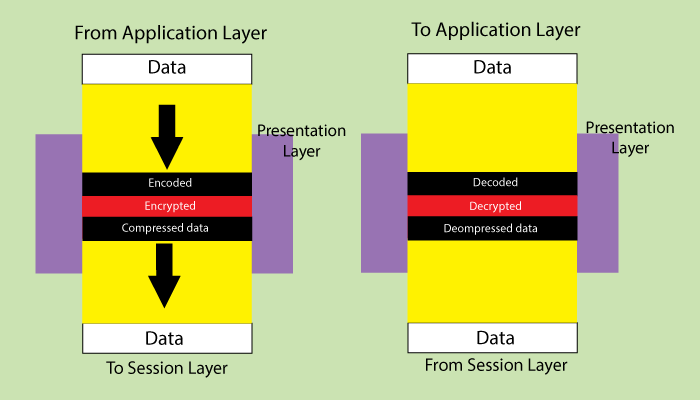 From Application Layer
Data
Presentation
Layer
Encoded
Encrypted
Compressed data
Data
To Session Layer
To Application Layer
Data
Presentation
Layer
Decoded
Decrypted
Deompressed data
Data
From Session Layer